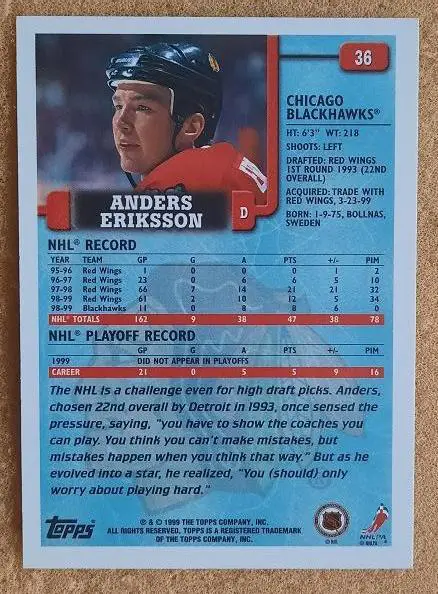 36
CHICAGO
BLACKHAWKS®
HT: 6'3" WT: 218
SHOOTS: LEFT
DRAFTED: RED WINGS
1ST ROUND 1993 (22ND
OVERALL)
ACQUIRED: TRADE WITH
RED WINGS, 3-23-99
BORN: 1-9-75, BOLLNAS,
SWEDEN
ANDERS
ERIKSSON
D
NHL® RECORD
YEAR TEAM GP G A PTS +/- PIM
95-96 Red Wings 1 0 0 0 1 2
96-97 Red Wings 23 0 6 6 5 10
97-98 Red Wings 66 7 14 21 21 32
98-99 Red Wings 61 2 10 12 5 34
98-99 Blackhawks 11 0 8 8 6 0
NHL® TOTALS 162 9 38 47 38 78
NHL® PLAYOFF RECORD
GP G A PTS +/- PIM
1999 DID NOT APPEAR IN PLAYOFFS
CAREER 21 0 5 5 9 16
The NHL is a challenge even for high draft picks. Anders,
chosen 22nd overall by Detroit in 1993, once sensed the
pressure, saying, "you have to show the coaches you
can play. You think you can't make mistakes, but
mistakes happen when you think that way." But as he
evolved into a star, he realized, "You (should) only
worry about playing hard."
Topps
® & © 1999 THE TOPPS COMPANY, INC.
ALL RIGHTS RESERVED. TOPPS IS A REGISTERED TRADEMARK
OF THE TOPPS COMPANY, INC.
NHL
© NHL
NHLPA
© NHLPA